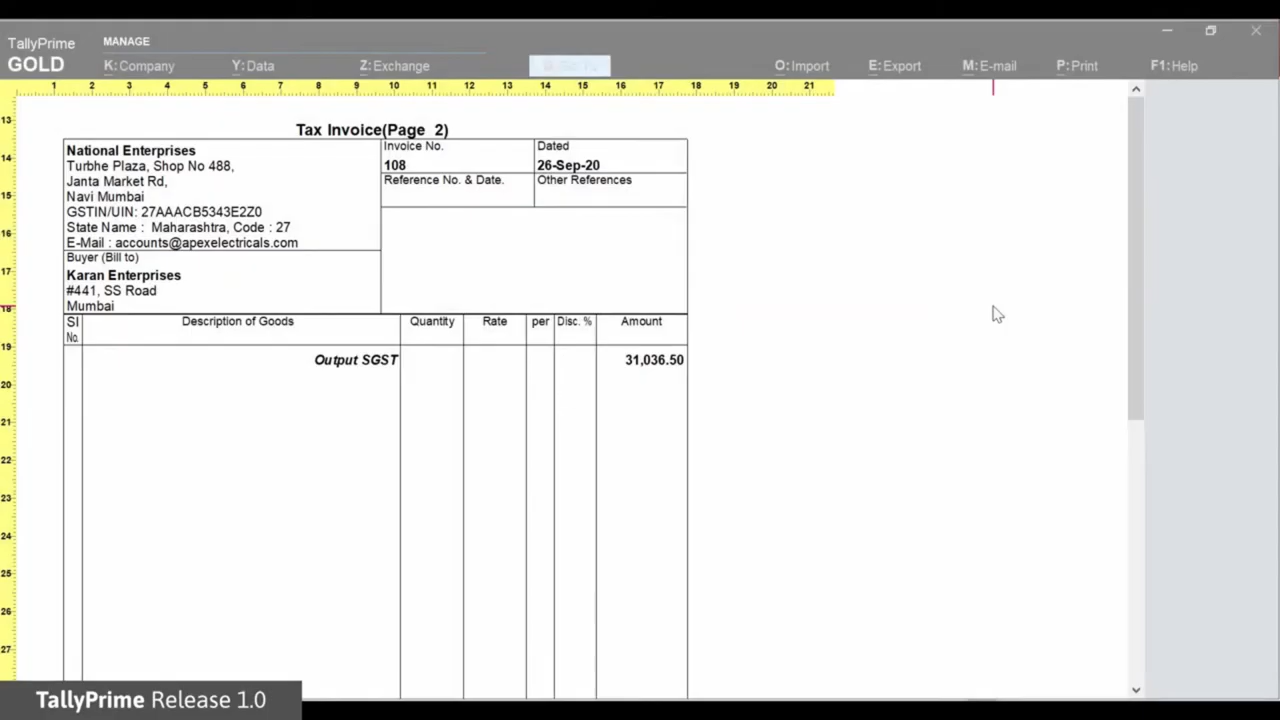 TallyPrime
GOLD
MANAGE
K:Company Y:Data Z:Exchange O:Import E:Export M:E-mail P:Print F1:Help
1 2 3 4 5 6 7 8 9 10 11 12 13 14 15 16 17 18 19 20 21
13
14
15
16
17
18
19
20
21
22
23
24
25
26
27
Tax Invoice(Page 2)
National Enterprises
Turbhe Plaza, Shop No 488,
Janta Market Rd,
Navi Mumbai
GSTIN/UIN: 27AAACB5343E2Z0
State Name : Maharashtra, Code : 27
E-Mail : accounts@apexelectricals.com
Buyer (Bill to)
Karan Enterprises
#441, SS Road
Mumbai
Invoice No.
108
Dated
26-Sep-20
Reference No. & Date.
Other References
Sl
No.
Description of Goods Quantity Rate per Disc. % Amount
Output SGST 31,036.50
TallyPrime Release 1.0